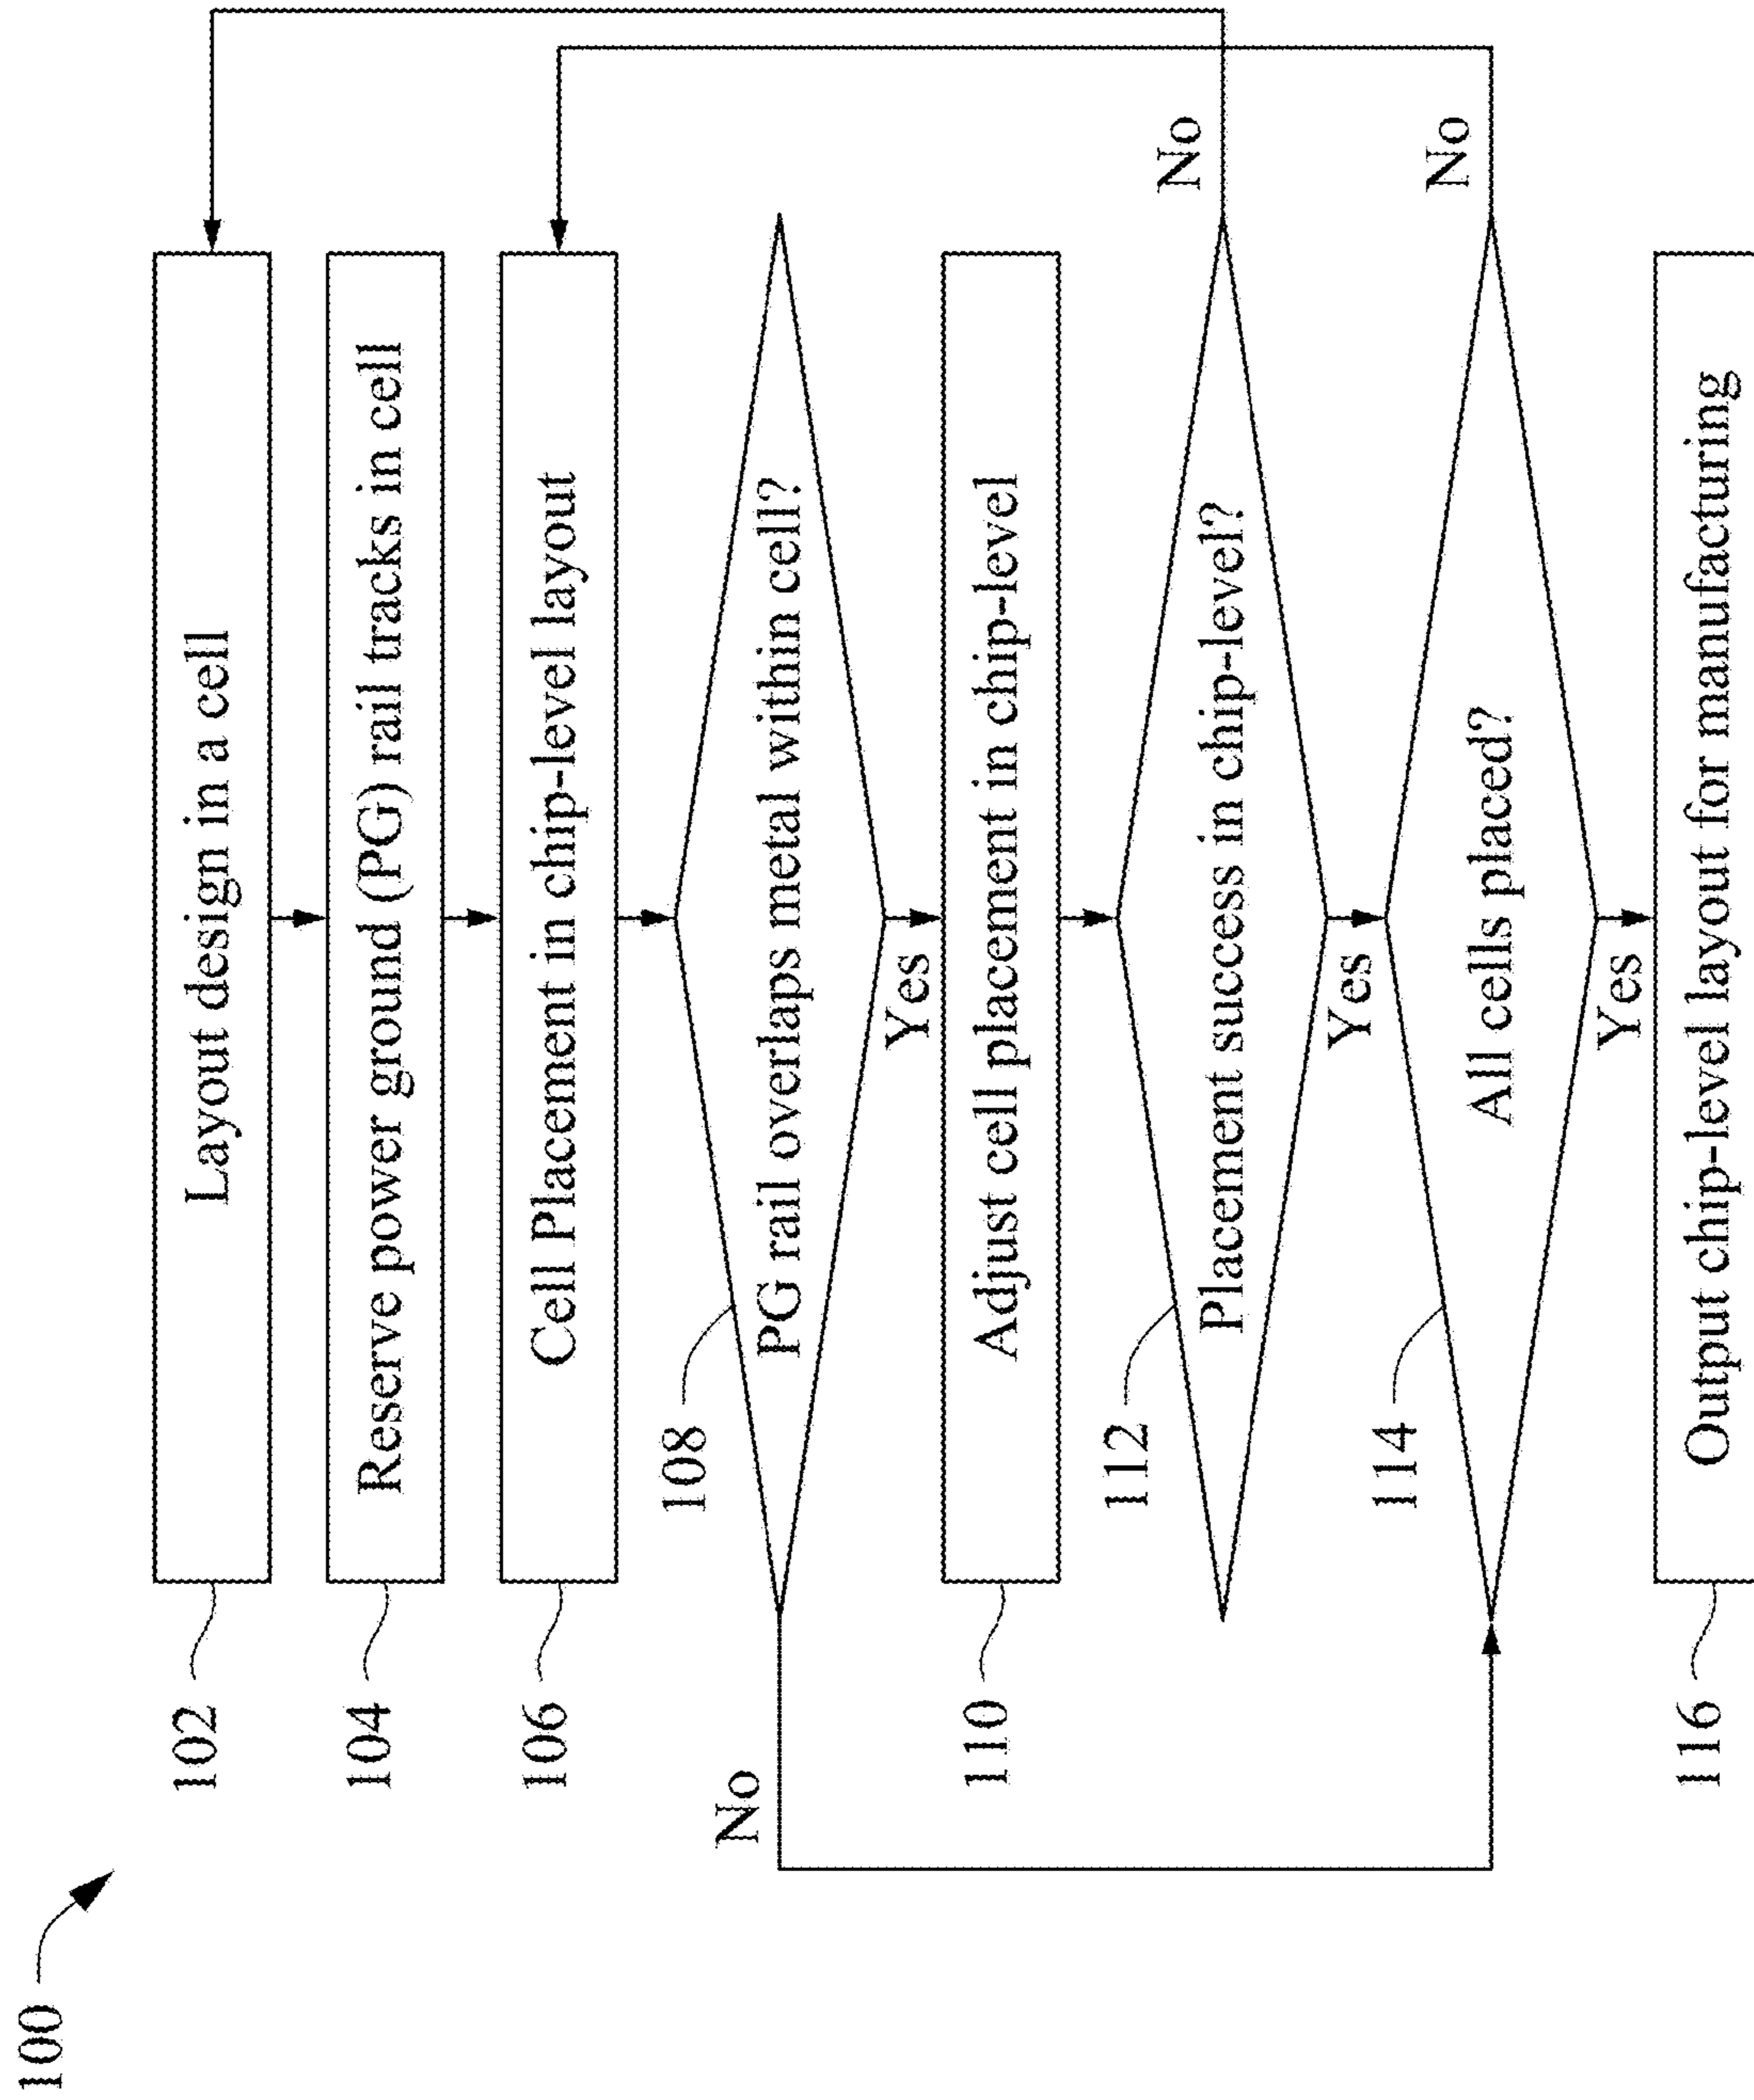 100
102
Layout design in a cell
104
Reserve power ground (PG) rail tracks in cell
106
Cell Placement in chip-level layout
108
PG rail overlaps metal within cell?
No
Yes
110
Adjust cell placement in chip-level
112
Placement success in chip-level?
No
Yes
114
All cells placed?
No
Yes
116
Output chip-level layout for manufacturing